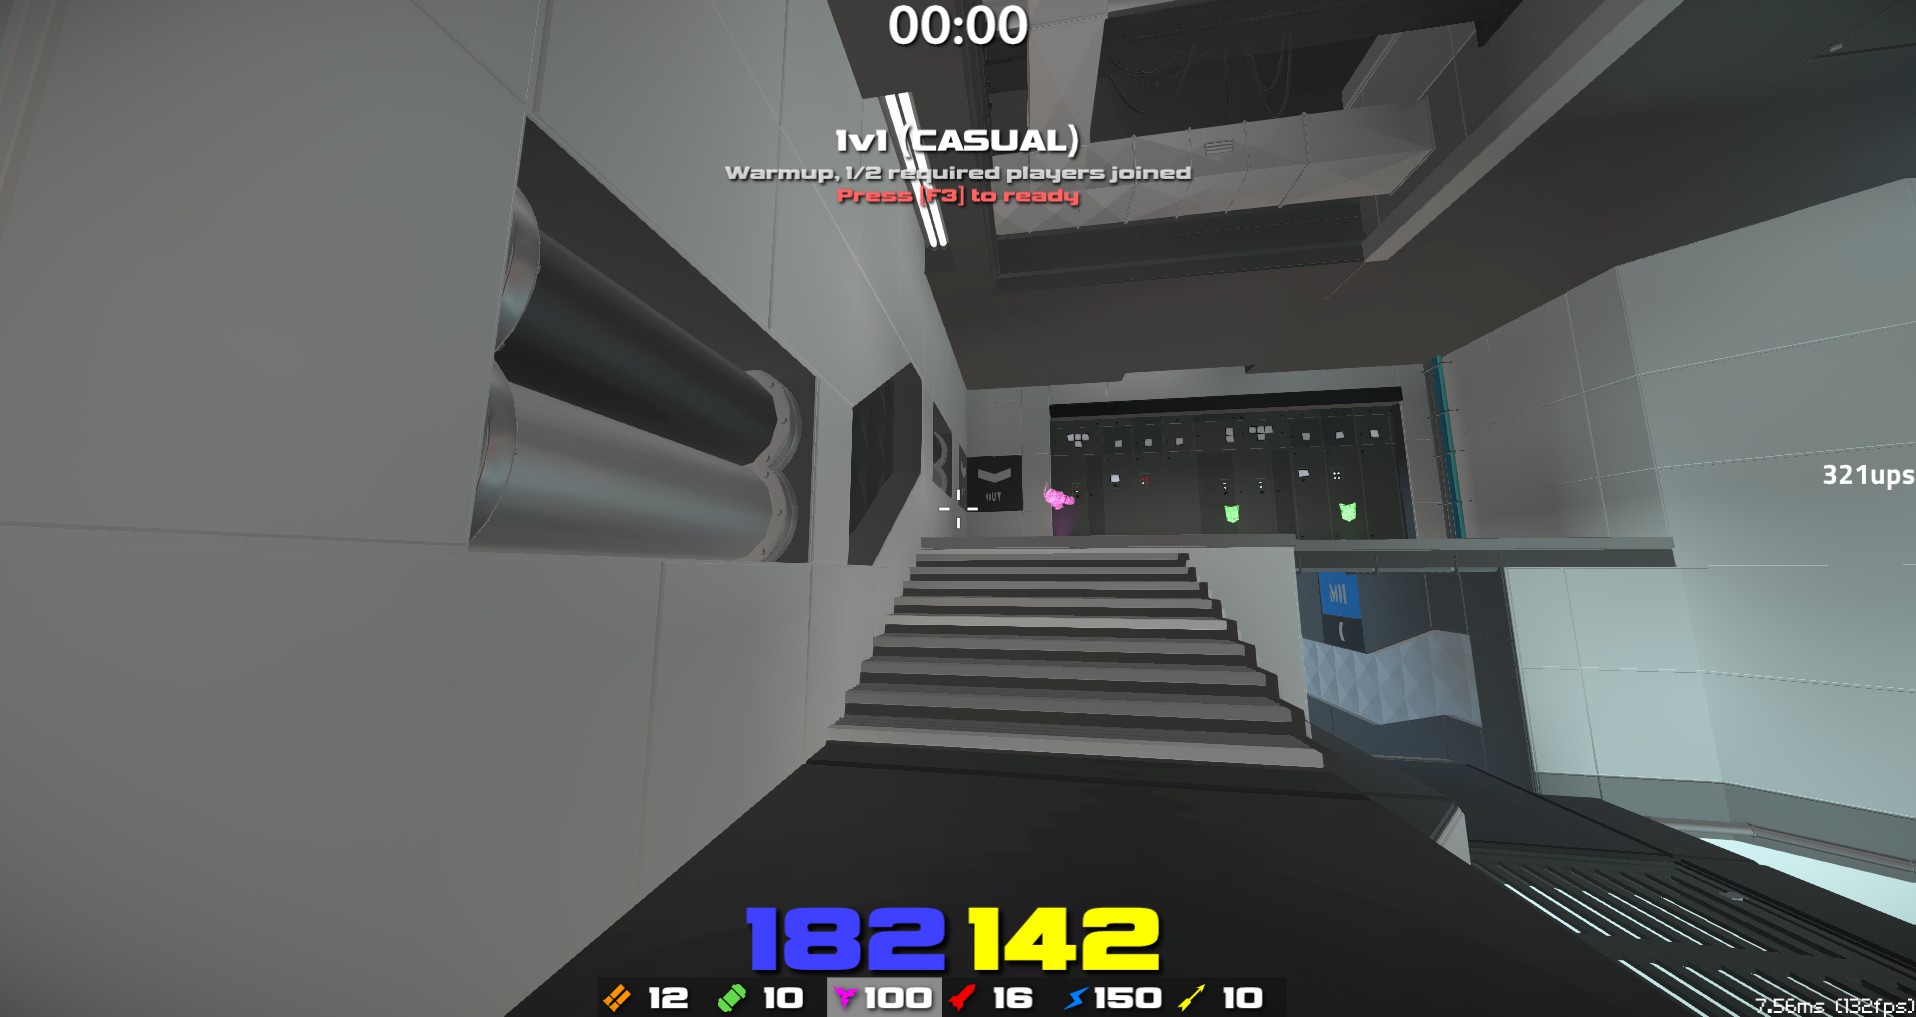 00:00
1v1 (CASUAL)
Warmup, 1/2 required players joined
Press [F3] to ready
321ups
182 142
12 10 100 16 150 10
7.56ms (132fps)